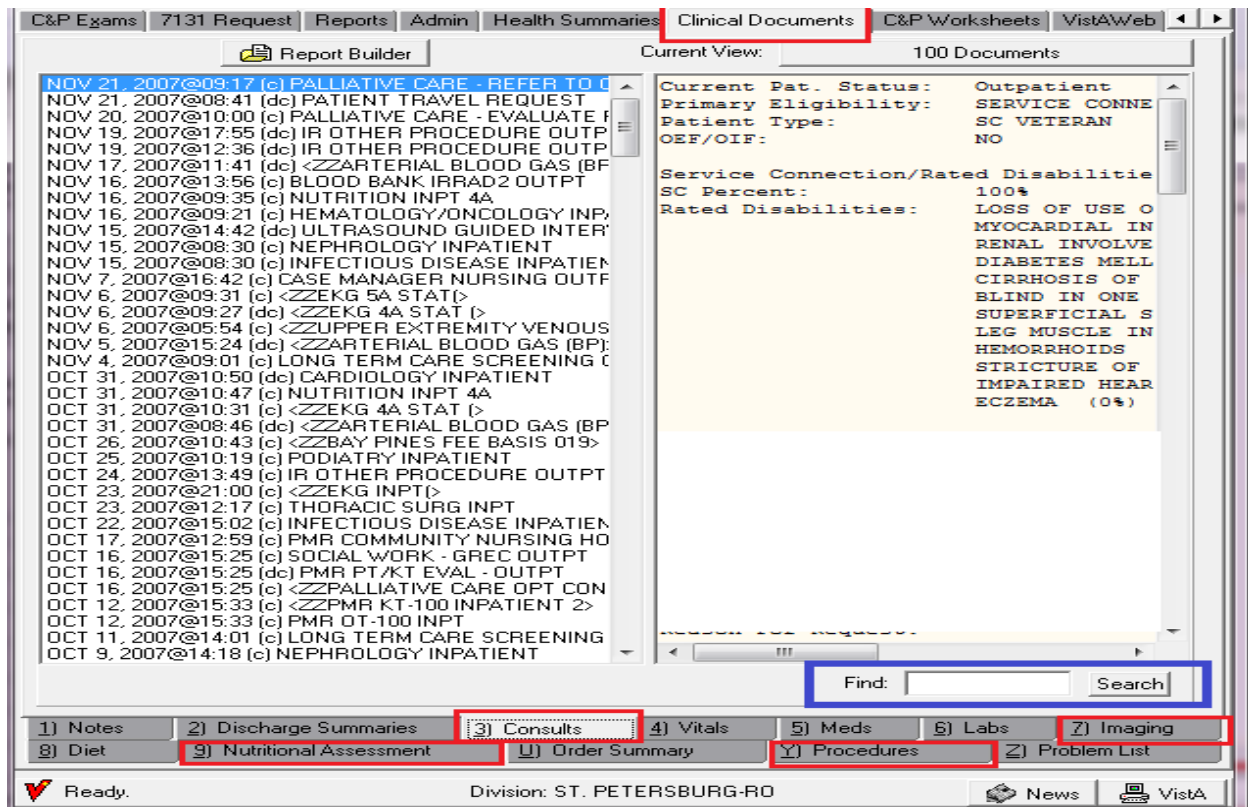 C&P Exams 7131 Request Reports Admin Health Summaries Clinical Documents C&P Worksheets VistAWeb
Report Builder Current View: 100 Documents
NOV 21, 2007@09:17 (c) PALLIATIVE CARE - REFER TO
NOV 21, 2007@08:41 (dc) PATIENT TRAVEL REQUEST
NOV 20, 2007@10:00 (c) PALLIATIVE CARE - EVALUATE
NOV 19, 2007@17:55 (dc) IR OTHER PROCEDURE OUTP
NOV 19, 2007@12:36 (dc) IR OTHER PROCEDURE OUTP
NOV 17, 2007@11:41 (dc) <ZZARTERIAL BLOOD GAS (BP
NOV 16, 2007@13:56 (c) BLOOD BANK IRRAD2 OUTPT
NOV 16, 2007@09:35 (c) NUTRITION INPT 4A
NOV 16, 2007@09:21 (c) HEMATOLOGY/ONCOLOGY INP
NOV 15, 2007@14:42 (dc) ULTRASOUND GUIDED INTER
NOV 15, 2007@08:30 (c) NEPHROLOGY INPATIENT
NOV 15, 2007@08:30 (c) INFECTIOUS DISEASE INPATIEN
NOV 7, 2007@16:42 (c) CASE MANAGER NURSING OUTP
NOV 6, 2007@09:31 (c) <ZZEKG 5A STAT(>
NOV 6, 2007@09:27 (dc) <ZZEKG 4A STAT (>
NOV 6, 2007@05:54 (c) <ZZUPPER EXTREMITY VENOUS
NOV 5, 2007@15:24 (dc) <ZZARTERIAL BLOOD GAS (BP):
NOV 4, 2007@09:01 (c) LONG TERM CARE SCREENING
OCT 31, 2007@10:50 (dc) CARDIOLOGY INPATIENT
OCT 31, 2007@10:47 (c) NUTRITION INPT 4A
OCT 31, 2007@10:31 (c) <ZZEKG 4A STAT (>
OCT 31, 2007@08:46 (dc) <ZZARTERIAL BLOOD GAS (BP
OCT 26, 2007@10:43 (c) <ZZBAY PINES FEE BASIS 019>
OCT 25, 2007@10:19 (c) PODIATRY INPATIENT
OCT 24, 2007@13:49 (c) IR OTHER PROCEDURE OUTPT
OCT 23, 2007@21:00 (c) <ZZEKG INPT(>
OCT 23, 2007@12:17 (c) THORACIC SURG INPT
OCT 22, 2007@15:02 (c) INFECTIOUS DISEASE INPATIEN
OCT 17, 2007@12:59 (c) PMR COMMUNITY NURSING HO
OCT 16, 2007@15:25 (c) SOCIAL WORK - GREC OUTPT
OCT 16, 2007@15:25 (dc) PMR PT/KT EVAL - OUTPT
OCT 16, 2007@15:25 (c) <ZZPALLIATIVE CARE OPT CON
OCT 12, 2007@15:33 (c) <ZZPMR KT-100 INPATIENT 2>
OCT 12, 2007@15:33 (c) PMR OT-100 INPT
OCT 11, 2007@14:01 (c) LONG TERM CARE SCREENING
OCT 9, 2007@14:18 (c) NEPHROLOGY INPATIENT
Current Pat. Status: Outpatient
Primary Eligibility: SERVICE CONNE
Patient Type: SC VETERAN
OEF/OIF: NO
Service Connection/Rated Disabilitie
SC Percent: 100%
Rated Disabilities: LOSS OF USE O
MYOCARDIAL IN
RENAL INVOLVE
DIABETES MELL
CIRRHOSIS OF
BLIND IN ONE
SUPERFICIAL S
LEG MUSCLE IN
HEMORRHOIDS
STRICTURE OF
IMPAIRED HEAR
ECZEMA (0%)
Find: Search
1) Notes 2) Discharge Summaries 3) Consults 4) Vitals 5) Meds 6) Labs 7) Imaging
8) Diet 9) Nutritional Assessment U) Order Summary Y) Procedures Z) Problem List
Ready. Division: ST. PETERSBURG-RO News VistA